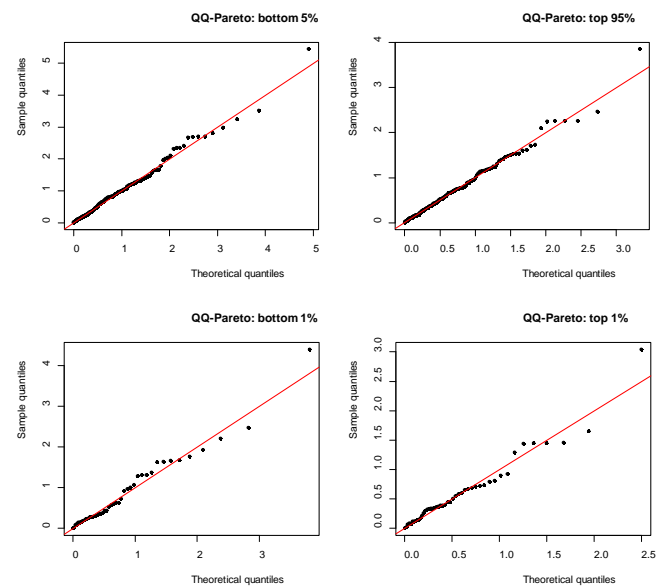 QQ-Pareto: bottom 5%
Sample quantiles
0 1 2 3 4 5
0 1 2 3 4 5
Theoretical quantiles
QQ-Pareto: top 95%
Sample quantiles
0 1 2 3 4
0.0 0.5 1.0 1.5 2.0 2.5 3.0
Theoretical quantiles
QQ-Pareto: bottom 1%
Sample quantiles
0 1 2 3 4
0 1 2 3
Theoretical quantiles
QQ-Pareto: top 1%
Sample quantiles
0.0 0.5 1.0 1.5 2.0 2.5 3.0
0.0 0.5 1.0 1.5 2.0 2.5
Theoretical quantiles